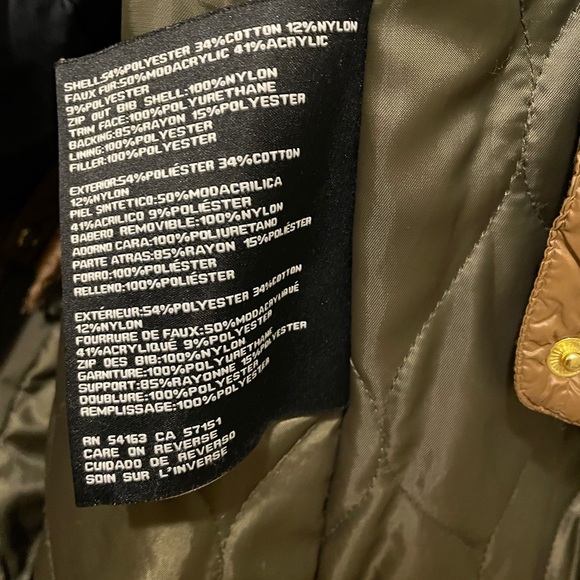 SHELL:54%POLYESTER 34%COTTON 12%NYLON
FAUX FUR:50%MODACRYLIC 41%ACRYLIC
9%POLYESTER
ZIP OUT BIB SHELL:100%NYLON
TRIM FACE:100%POLYURETHANE
BACKING:85%RAYON 15%POLYESTER
LINING:100%POLYESTER
FILLER:100%POLYESTER
EXTERIOR:54%POLIÉSTER 34%COTTON
12%NYLON
PIEL SINTETICO:50%MODACRILICA
41%ACRILICO 9%POLIÉSTER
BABERO REMOVIBLE:100%NYLON
ADORNO CARA:100%POLIURETANO
PARTE ATRAS:85%RAYON 15%POLIÉSTER
FORRO:100%POLIÉSTER
RELLENO:100%POLIÉSTER
EXTÉRIEUR:54%POLYESTER 34%COTTON
12%NYLON
FOURRURE DE FAUX:50%MODACRYLIQUÉ
41%ACRYLIQUÉ 9%POLYESTER
ZIP DES BIB:100%NYLON
GARNITURE:100%POLYURETHANE
SUPPORT:85%RAYONNE 15%POLYESTER
DOUBLURE:100%POLYESTER
REMPLISSAGE:100%POLYESTER
RN 54163 CA 57151
CARE ON REVERSE
CUIDADO DE REVERSO
SOIN SUR L'INVERSE